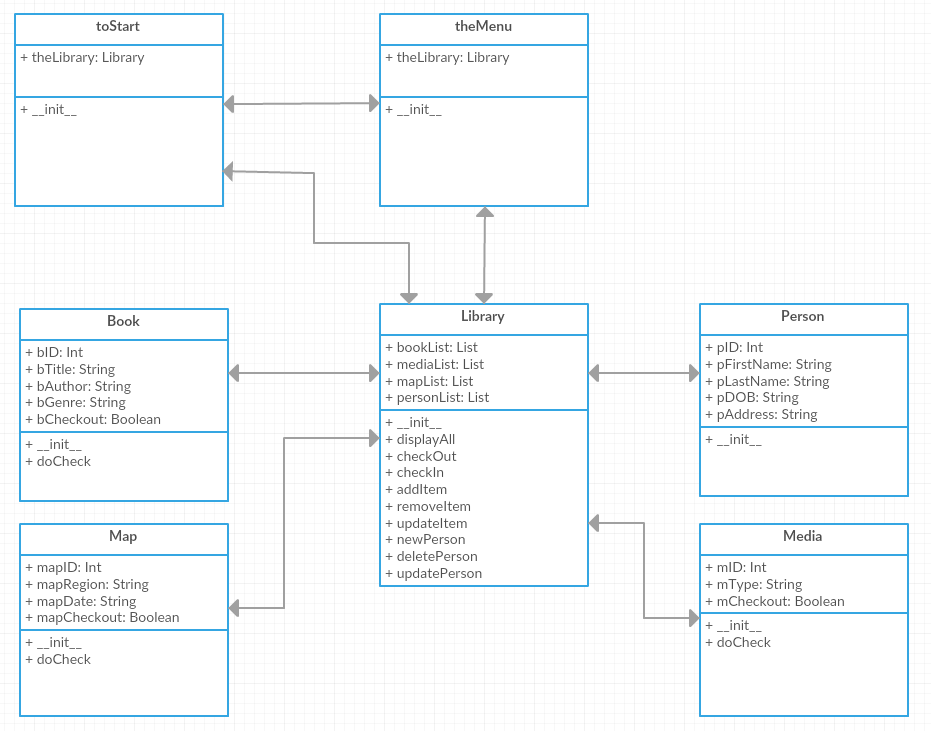 toStart
+ theLibrary: Library
+ __init__
theMenu
+ theLibrary: Library
+ __init__
Book
+ bID: Int
+ bTitle: String
+ bAuthor: String
+ bGenre: String
+ bCheckout: Boolean
+ __init__
+ doCheck
Library
+ bookList: List
+ mediaList: List
+ mapList: List
+ personList: List
+ __init__
+ displayAll
+ checkOut
+ checkIn
+ addItem
+ removeItem
+ updateItem
+ newPerson
+ deletePerson
+ updatePerson
Person
+ pID: Int
+ pFirstName: String
+ pLastName: String
+ pDOB: String
+ pAddress: String
+ __init__
Map
+ mapID: Int
+ mapRegion: String
+ mapDate: String
+ mapCheckout: Boolean
+ __init__
+ doCheck
Media
+ mID: Int
+ mType: String
+ mCheckout: Boolean
+ __init__
+ doCheck